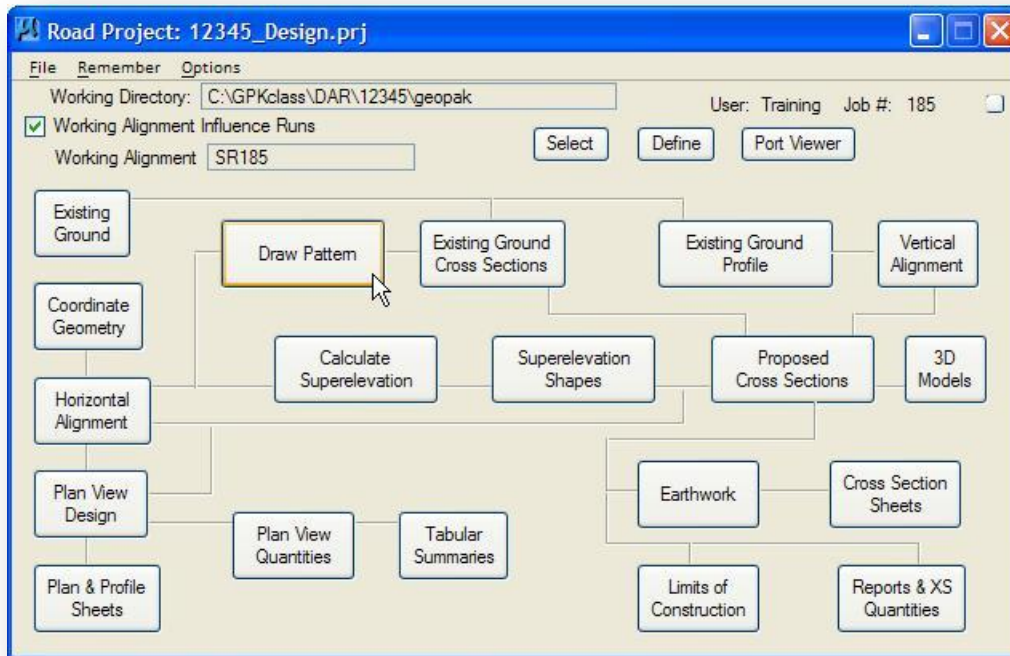 Road Project: 12345_Design.prj
File Remember Options
Working Directory: C:\GPKclass\DAR\12345\geopak
User: Training Job #: 185
Working Alignment Influence Runs
Working Alignment SR185
Select Define Port Viewer
Existing
Ground
Draw Pattern
Existing Ground
Cross Sections
Existing Ground
Profile
Vertical
Alignment
Coordinate
Geometry
Calculate
Superelevation
Superelevation
Shapes
Proposed
Cross Sections
3D
Models
Horizontal
Alignment
Plan View
Design
Earthwork
Cross Section
Sheets
Plan View
Quantities
Tabular
Summaries
Plan & Profile
Sheets
Limits of
Construction
Reports & XS
Quantities